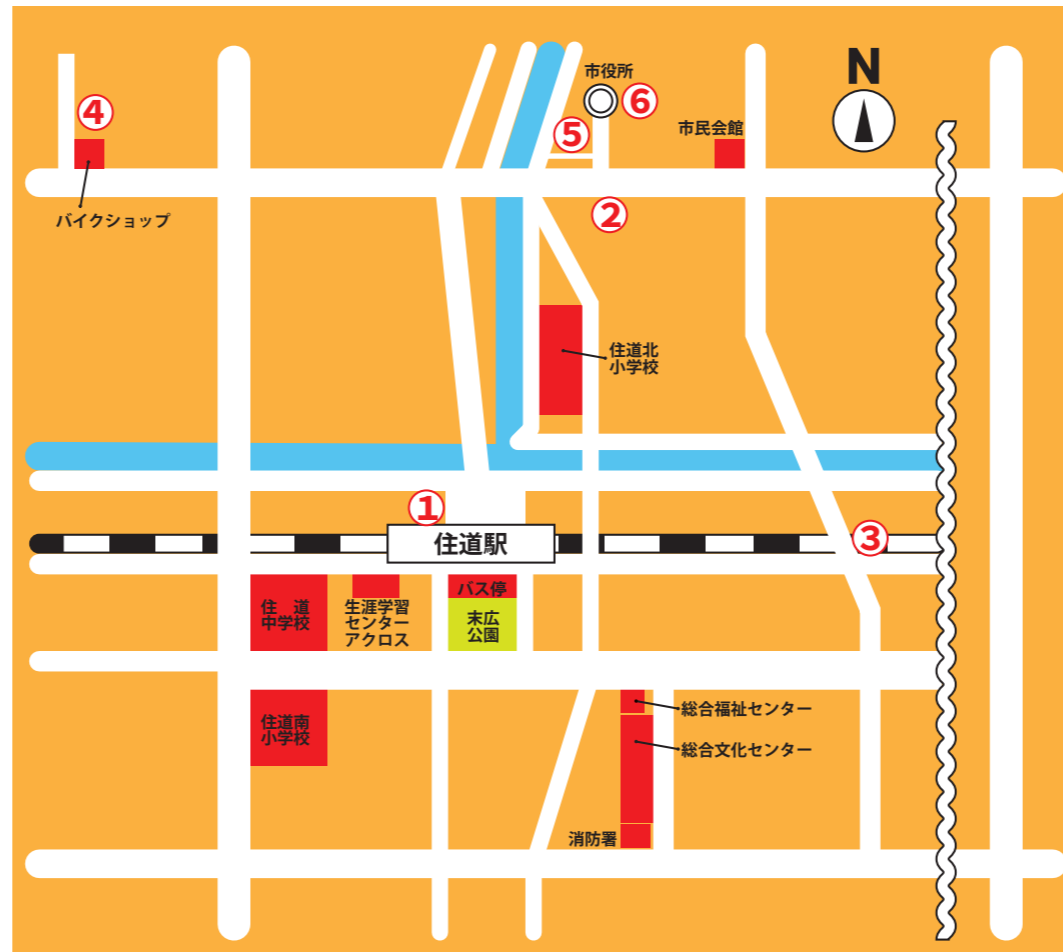 市役所
⑥
N
④
⑤
市民会館
バイクショップ
②
住道北
小学校
①
住道駅
③
住 道
中学校
生涯学習
センター
アクロス
バス停
末広
公園
住道南
小学校
総合福祉センター
総合文化センター
消防署